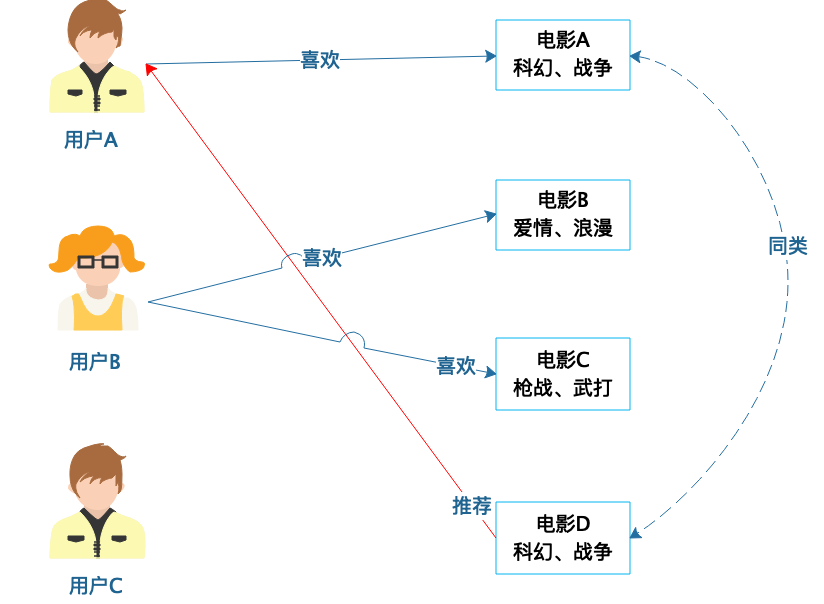 喜欢
电影A
科幻、战争
用户A
电影B
爱情、浪漫
喜欢
同类
用户B
喜欢
电影C
枪战、武打
推荐
电影D
科幻、战争
用户C